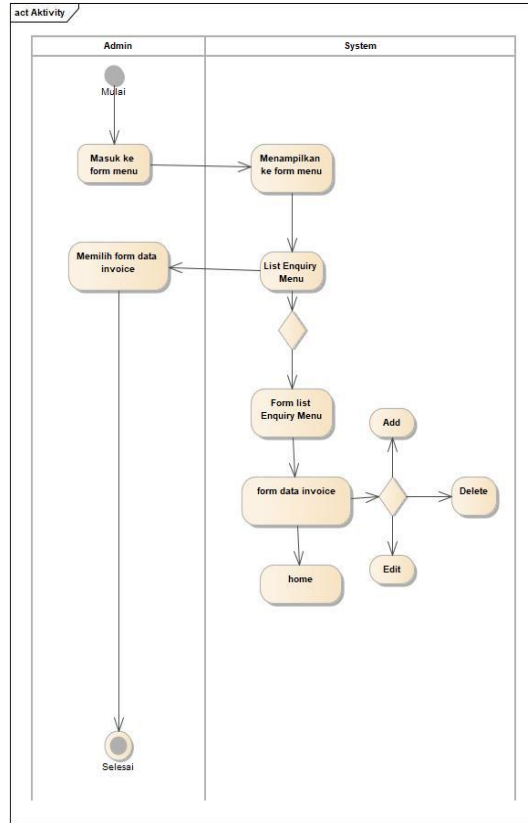 act Aktivity
Admin
System
Mulai
Masuk ke
form menu
Menampilkan
ke form menu
Memilih form data
invoice
List Enquiry
Menu
Form list
Enquiry Menu
Add
form data invoice
Delete
home
Edit
Selesai